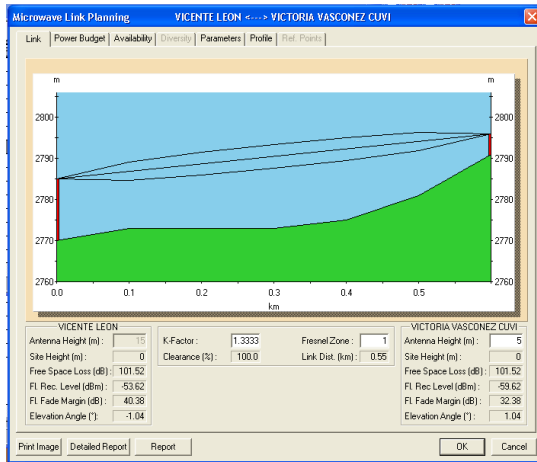 Microwave Link Planning VICENTE LEON <---> VICTORIA VASCONEZ CUVI
Link Power Budget Availability Diversity Parameters Profile Ref. Points
m m
2800 2800
2790 2790
2780 2780
2770 2770
2760 2760
0.0 0.1 0.2 0.3 0.4 0.5
km
VICENTE LEON
Antenna Height (m) : 15
Site Height (m) : 0
Free Space Loss (dB) : 101.52
Fl. Rec. Level (dBm) : -53.62
Fl. Fade Margin (dB) : 40.38
Elevation Angle (°) : -1.04
K-Factor : 1.3333 Fresnel Zone : 1
Clearance (%) : 100.0 Link Dist. (km) : 0.55
VICTORIA VASCONEZ CUVI
Antenna Height (m) : 5
Site Height (m) : 0
Free Space Loss (dB) : 101.52
Fl. Rec. Level (dBm) : -59.62
Fl. Fade Margin (dB) : 32.38
Elevation Angle (°) : 1.04
Print Image Detailed Report Report OK Cancel